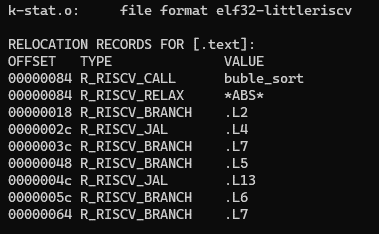 k-stat.o:     file format elf32-littleriscv
RELOCATION RECORDS FOR [.text]:
OFFSET   TYPE              VALUE
00000084 R_RISCV_CALL      buble_sort
00000084 R_RISCV_RELAX     *ABS*
00000018 R_RISCV_BRANCH    .L2
0000002c R_RISCV_JAL       .L4
0000003c R_RISCV_BRANCH    .L7
00000048 R_RISCV_BRANCH    .L5
0000004c R_RISCV_JAL       .L13
0000005c R_RISCV_BRANCH    .L6
00000064 R_RISCV_BRANCH    .L7